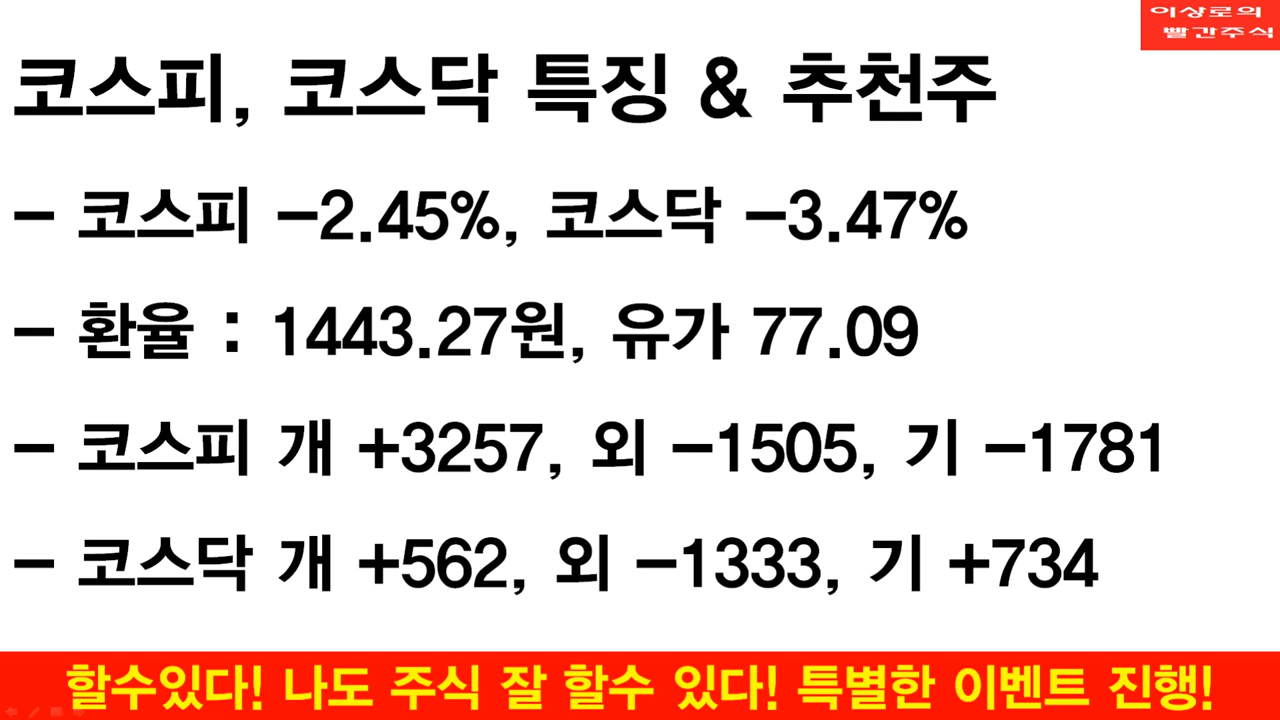 이상로의
빨간주식
코스피, 코스닥 특징 & 추천주
- 코스피 -2.45%, 코스닥 -3.47%
- 환율 : 1443.27원, 유가 77.09
- 코스피 개 +3257, 외 -1505, 기 -1781
- 코스닥 개 +562, 외 -1333, 기 +734
할수있다! 나도 주식 잘 할수 있다! 특별한 이벤트 진행!